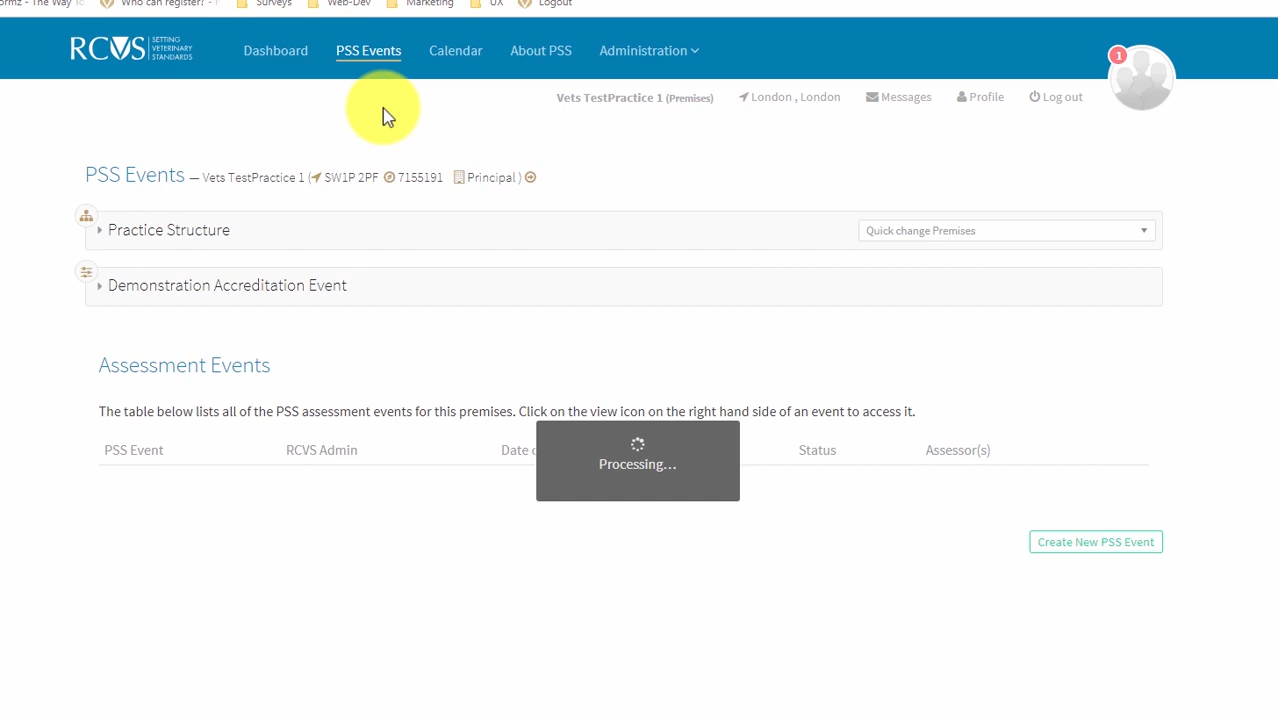 Who can register? -
Surveys
Web-Dev
Marketing
UX
Logout
RCVS SETTING VETERINARY STANDARDS
Dashboard
PSS Events
Calendar
About PSS
Administration
1
Vets TestPractice 1 (Premises)
London , London
Messages
Profile
Log out
PSS Events — Vets TestPractice 1 ( SW1P 2PF 7155191 Principal )
Practice Structure
Quick change Premises
Demonstration Accreditation Event
Assessment Events
The table below lists all of the PSS assessment events for this premises. Click on the view icon on the right hand side of an event to access it.
PSS Event
RCVS Admin
Date
Status
Assessor(s)
Processing...
Create New PSS Event